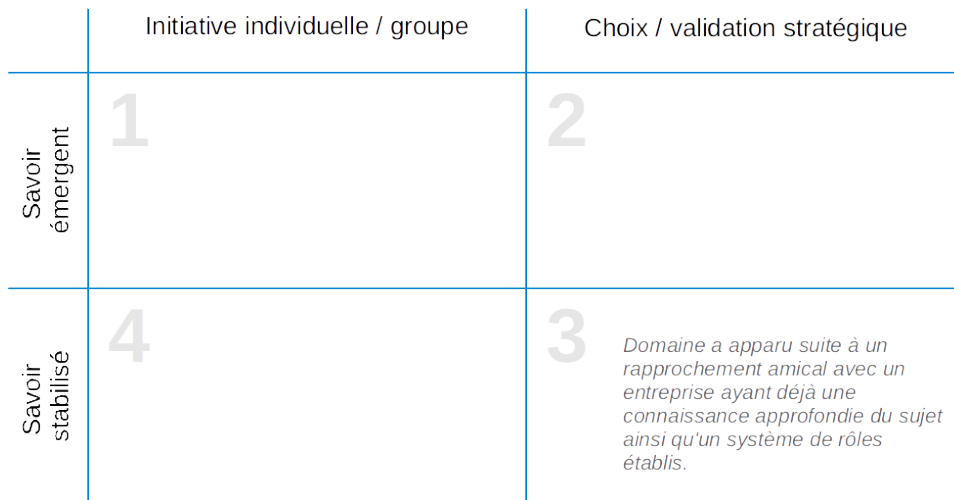 Initiative individuelle / groupe
Choix / validation stratégique
Savoir
émergent
1
2
Savoir
stabilisé
4
3
Domaine a apparu suite à un
rapprochement amical avec un
entreprise ayant déjà une
connaissance approfondie du sujet
ainsi qu'un système de rôles
établis.